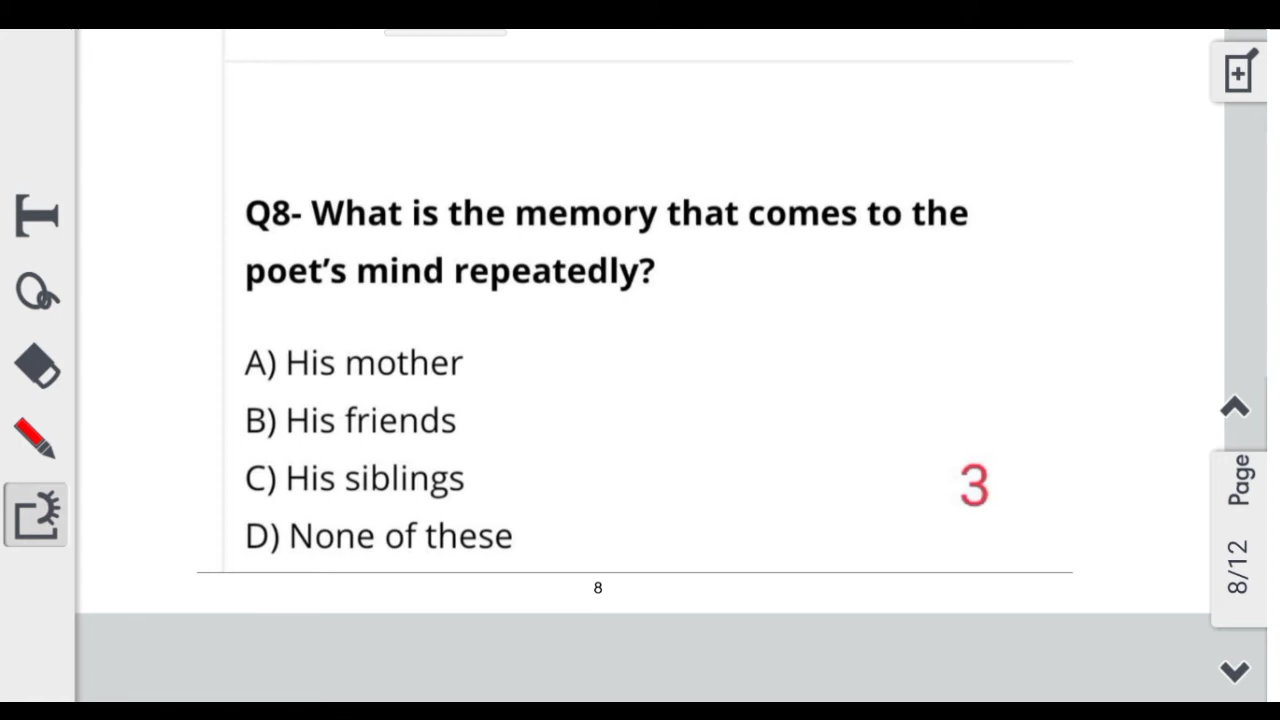 Q8- What is the memory that comes to the
poet’s mind repeatedly?
A) His mother
B) His friends
C) His siblings
D) None of these
3
8
Page
8/12